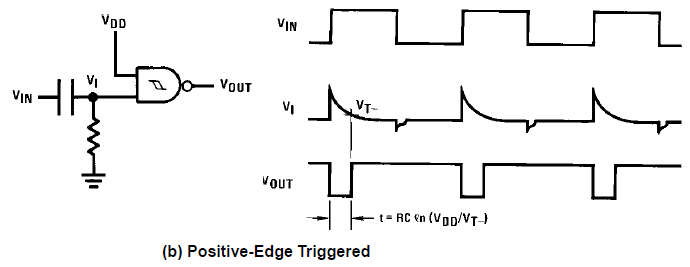 VDD
VI
VIN
VOUT
VIN
VI
VT–
VOUT
t = RC ℓn (VDD/VT–)
(b) Positive-Edge Triggered